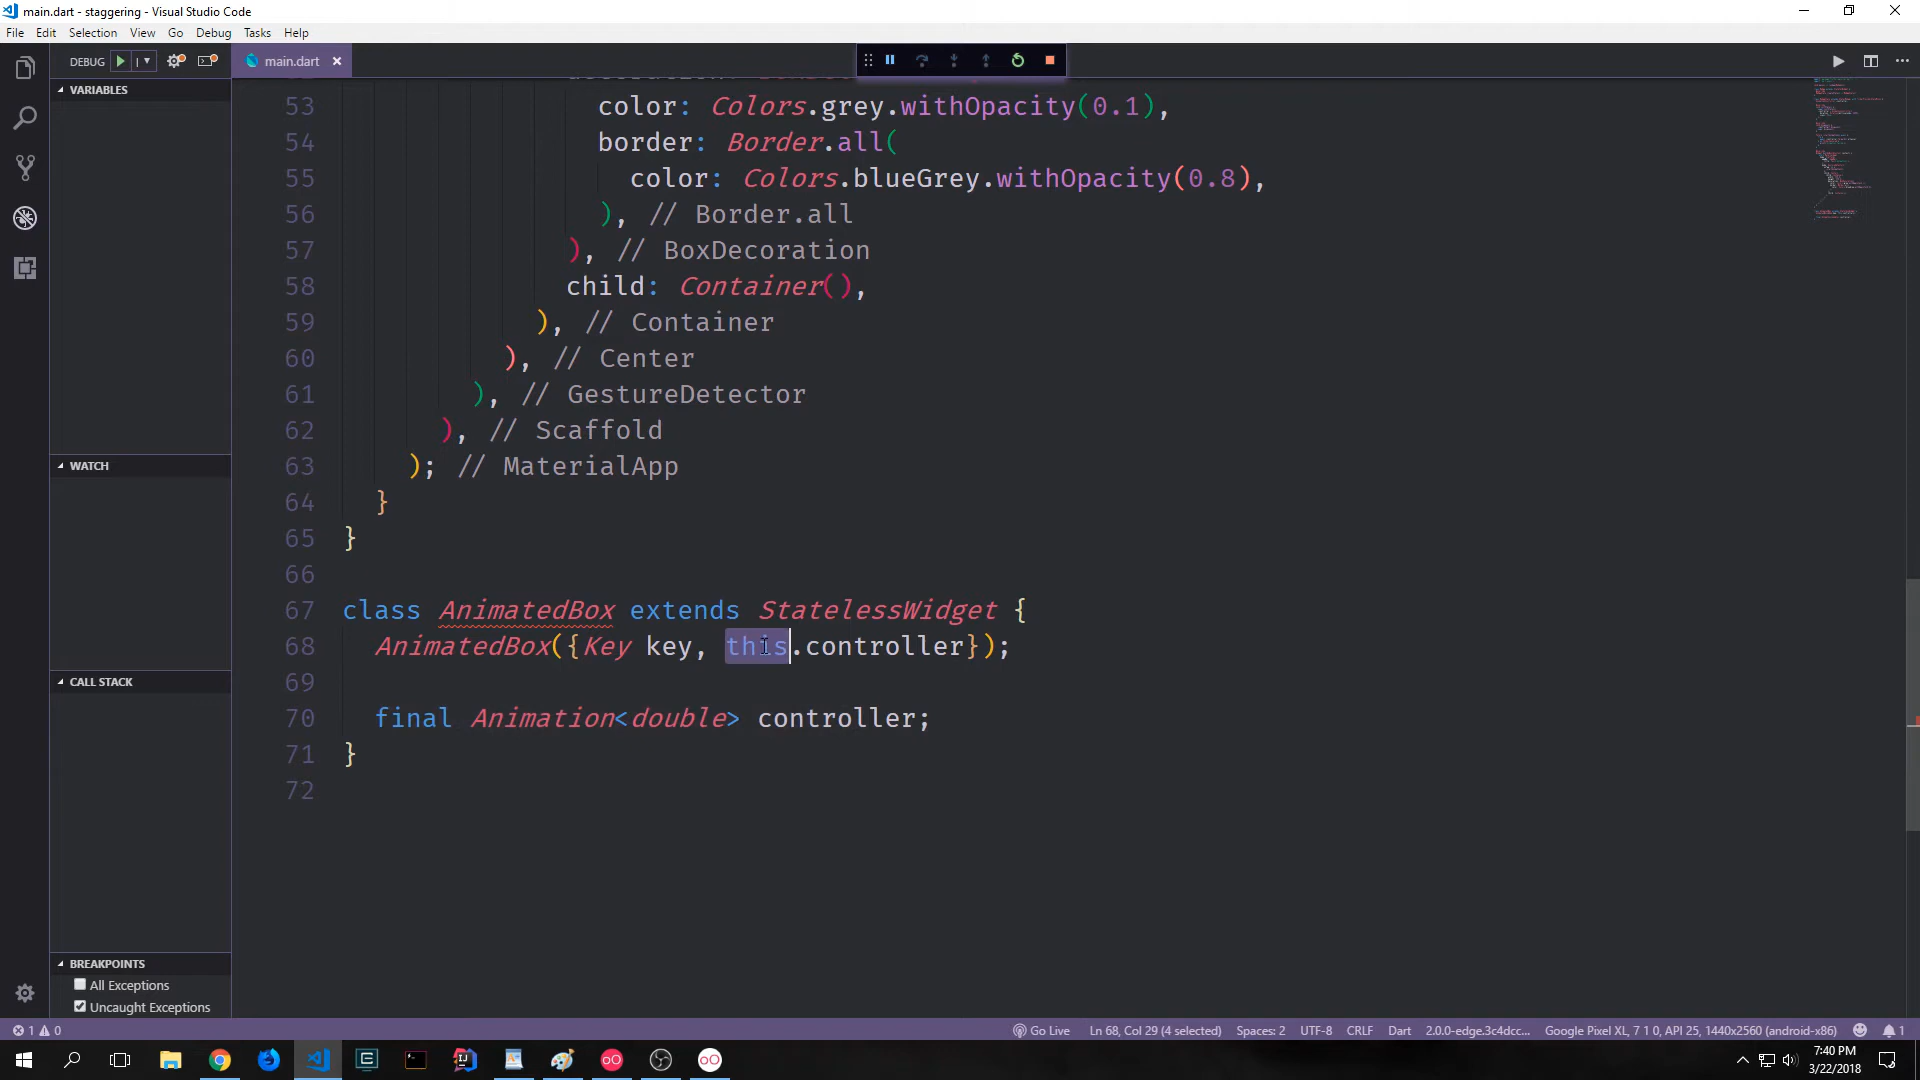 main.dart - staggering - Visual Studio Code
File Edit Selection View Go Debug Tasks Help
DEBUG
main.dart
VARIABLES
53 color: Colors.grey.withOpacity(0.1),
54 border: Border.all(
55 color: Colors.blueGrey.withOpacity(0.8),
56 ), // Border.all
57 ), // BoxDecoration
58 child: Container(),
59 ), // Container
60 ), // Center
61 ), // GestureDetector
62 ), // Scaffold
63 ); // MaterialApp
64 }
65 }
66
67 class AnimatedBox extends StatelessWidget {
68 AnimatedBox({Key key, this.controller});
69
70 final Animation<double> controller;
71 }
72
WATCH
CALL STACK
BREAKPOINTS
All Exceptions
Uncaught Exceptions
1 0 Go Live Ln 68, Col 29 (4 selected) Spaces: 2 UTF-8 CRLF Dart 2.0.0-edge.3c4dcc... Google Pixel XL, 7 1 0, API 25, 1440x2560 (android-x86) 1
7:40 PM
3/22/2018